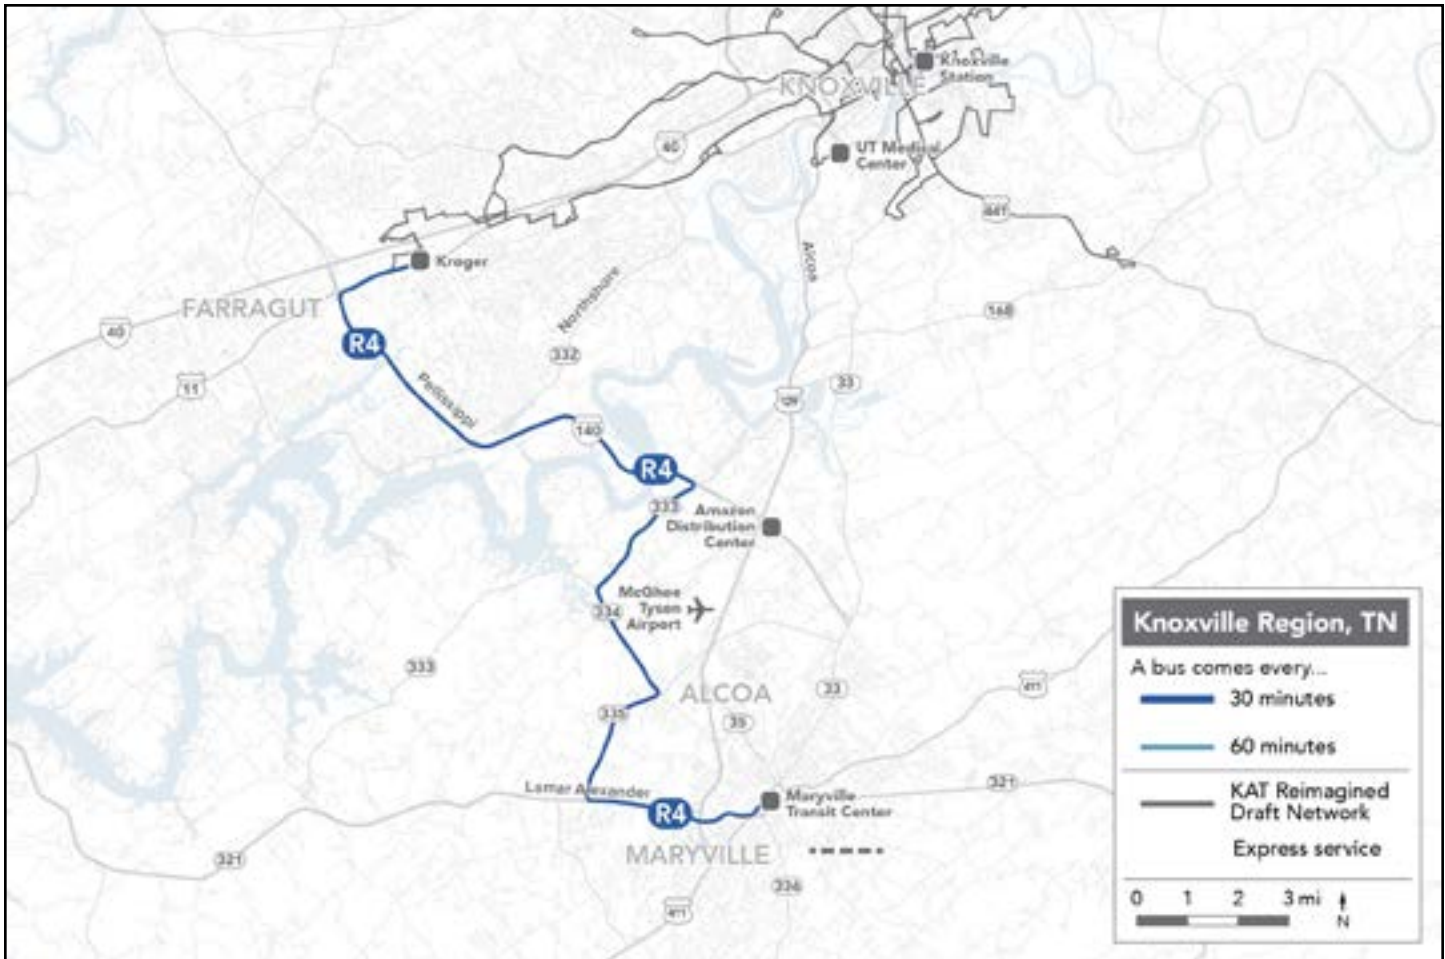 Knoxville
Station
KNOXVILLE
UT Medical
Center
40
441
Alcoa
Kroger
Northshore
168
FARRAGUT
40
R4
332
11
Pellissippi
33
129
140
R4
333
Amazon
Distribution
Center
McGhee
Tyson
Airport
334
333
ALCOA
33
411
335
35
Lamar Alexander
R4
Maryville
Transit Center
321
MARYVILLE
321
336
411
Knoxville Region, TN
A bus comes every...
30 minutes
60 minutes
KAT Reimagined
Draft Network
Express service
0 1 2 3 mi
N